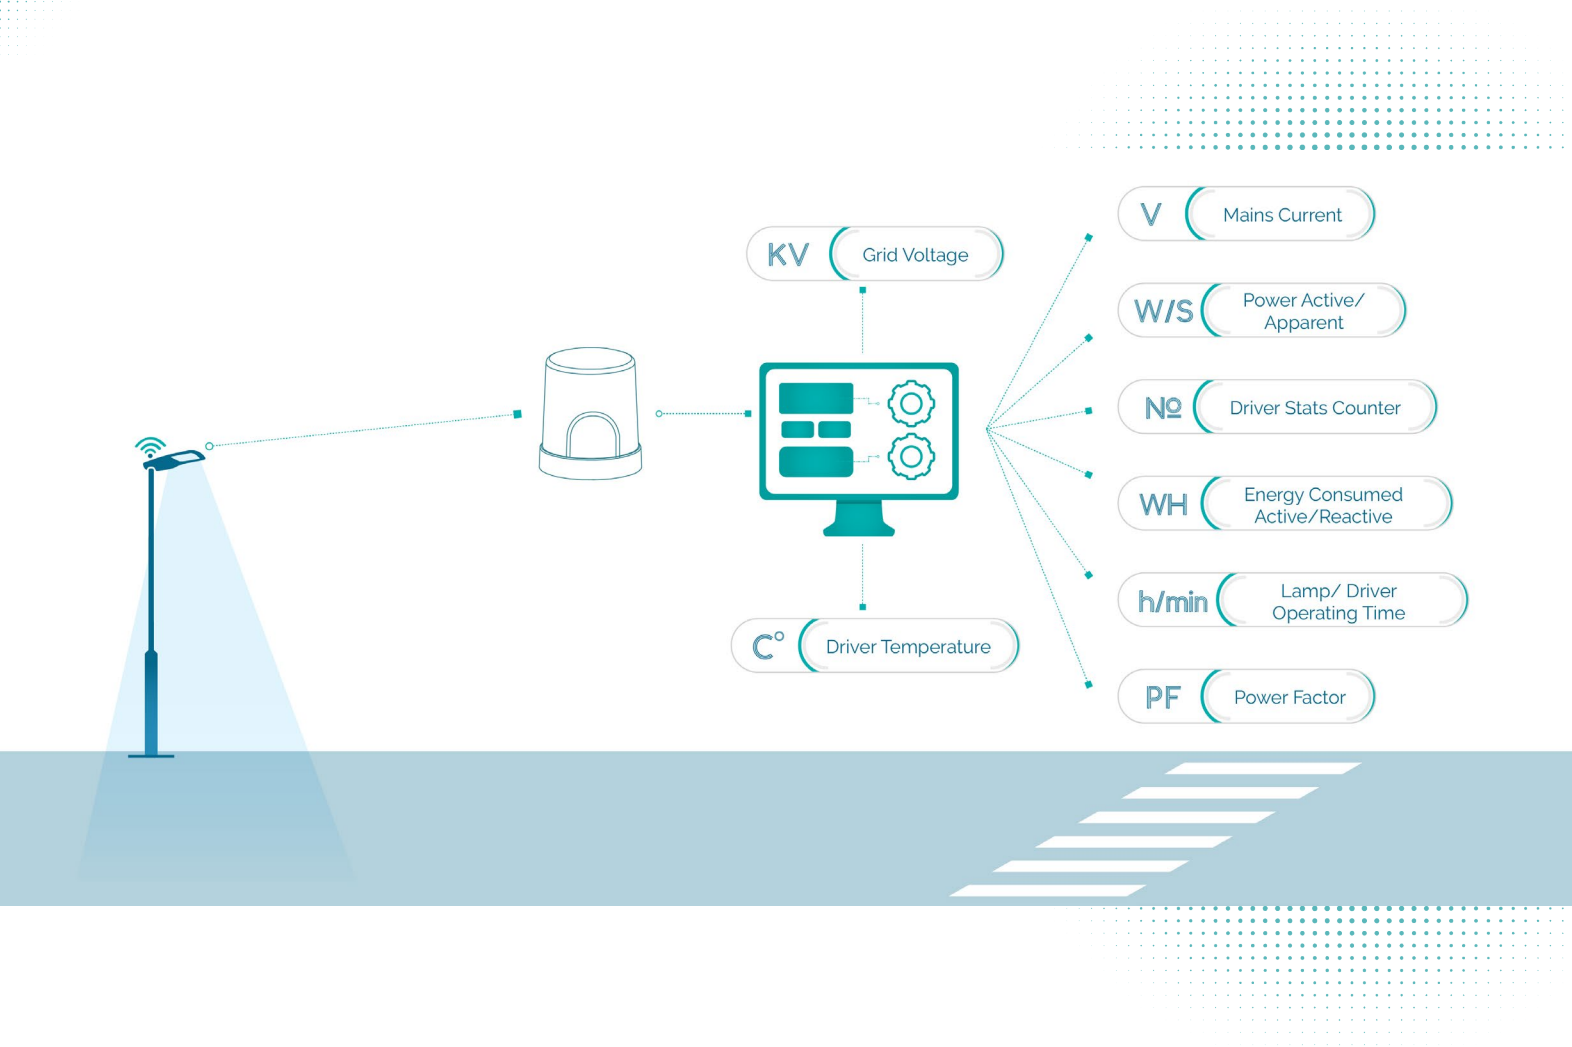 KV
Grid Voltage
C°
Driver Temperature
V
Mains Current
W/S
Power Active/
Apparent
№
Driver Stats Counter
WH
Energy Consumed
Active/Reactive
h/min
Lamp/ Driver
Operating Time
PF
Power Factor